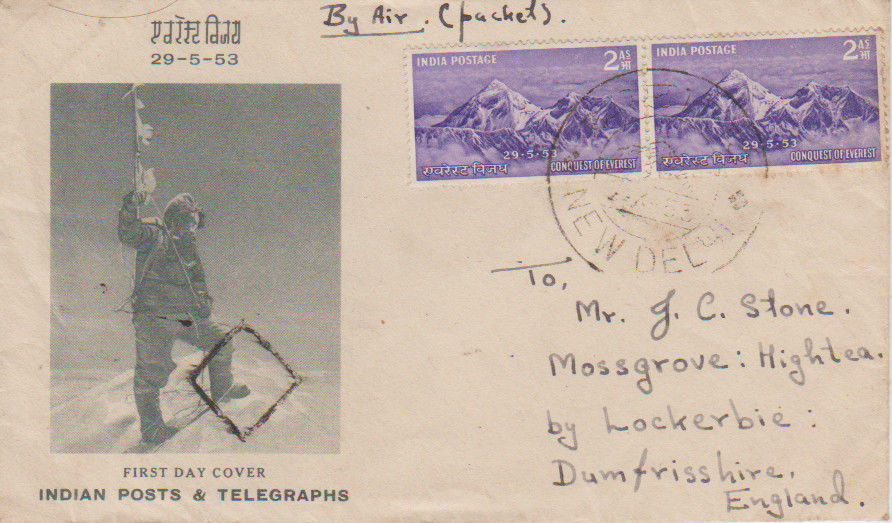 By Air. (packet).
एवरेस्ट विजय
29-5-53
INDIA POSTAGE 2 AS आ
29-5-53
एवरेस्ट विजय CONQUEST OF EVEREST
INDIA POSTAGE 2 AS आ
29-5-53
एवरेस्ट विजय CONQUEST OF EVEREST
NEW DELHI
To,
Mr. J. C. Stone.
Mossgrove: Hightea.
by Lockerbie:
Dumfrisshire.
England.
FIRST DAY COVER
INDIAN POSTS & TELEGRAPHS